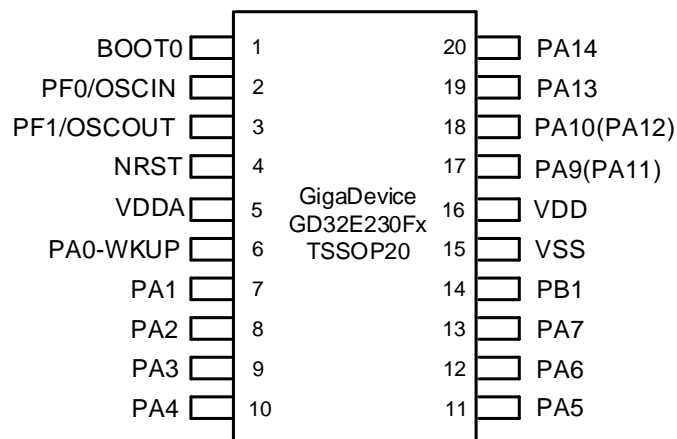 BOOT0 1 20 PA14
PF0/OSCIN 2 19 PA13
PF1/OSCOUT 3 18 PA10(PA12)
NRST 4 17 PA9(PA11)
GigaDevice
GD32E230Fx
TSSOP20
VDDA 5 16 VDD
PA0-WKUP 6 15 VSS
PA1 7 14 PB1
PA2 8 13 PA7
PA3 9 12 PA6
PA4 10 11 PA5